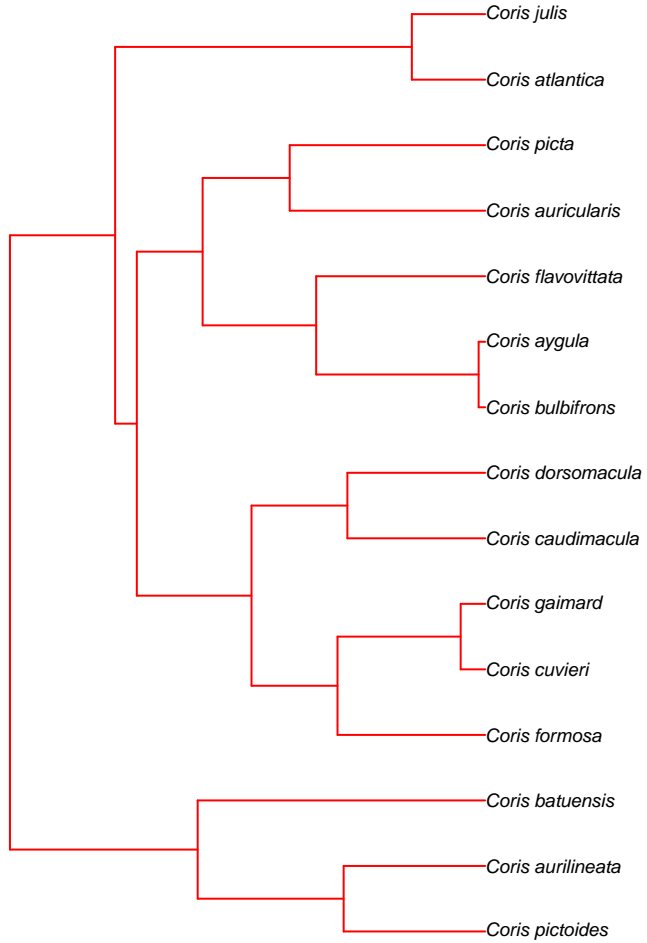 Coris julis
Coris atlantica
Coris picta
Coris auricularis
Coris flavovittata
Coris aygula
Coris bulbifrons
Coris dorsomacula
Coris caudimacula
Coris gaimard
Coris cuvieri
Coris formosa
Coris batuensis
Coris aurilineata
Coris pictoides